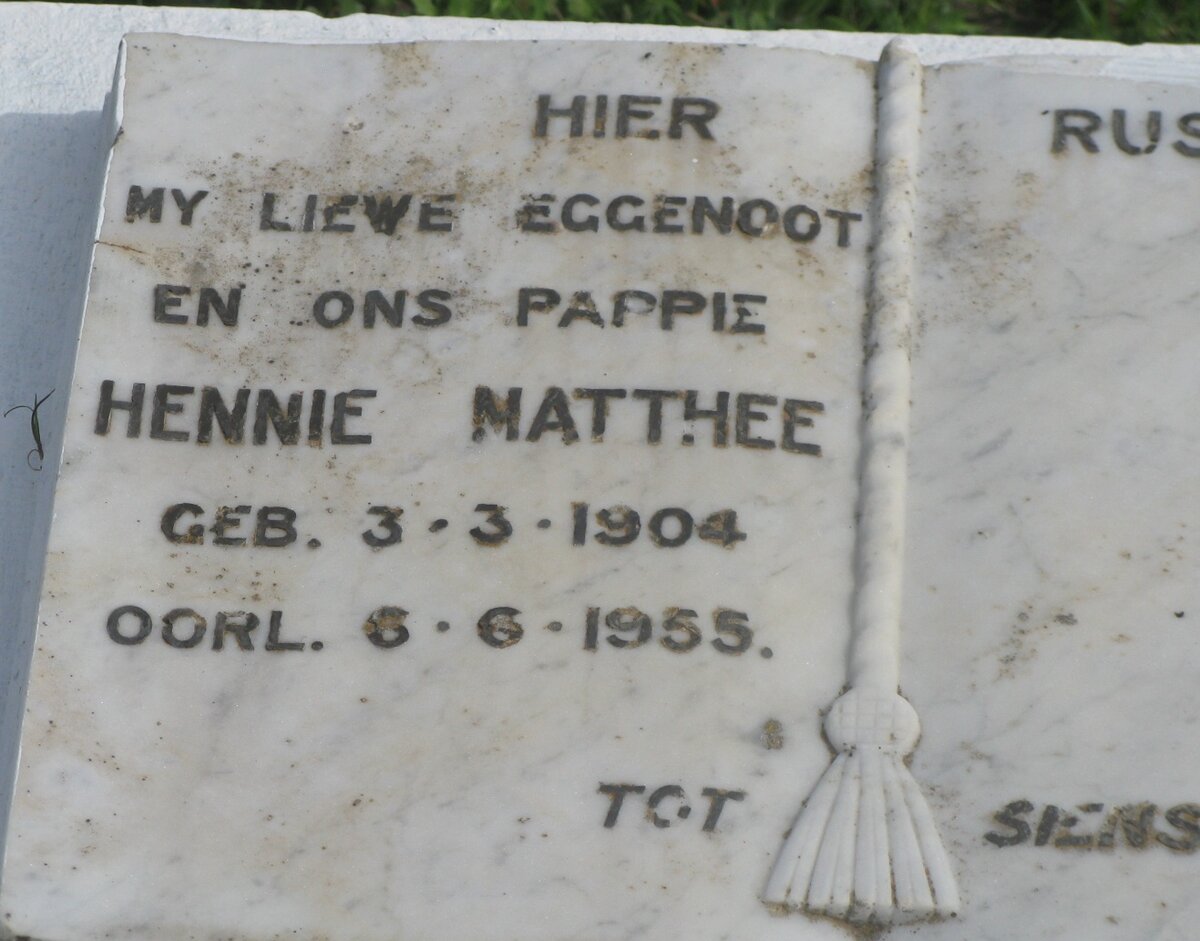 HIER RUS
MY LIEWE EGGENOOT
EN ONS PAPPIE
HENNIE MATTHEE
GEB. 3·3·1904
OORL. 6·6·1955.
TOT SIENS